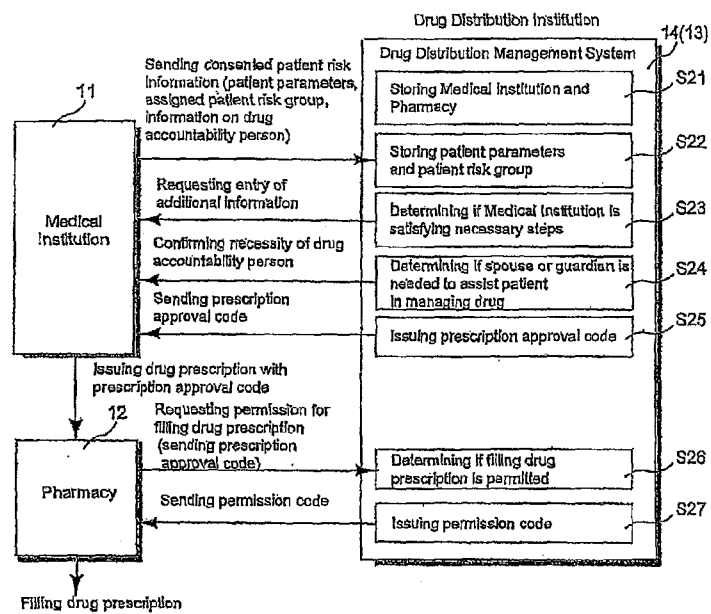 Drug Distribution Institution
14(13)
Drug Distribution Management System
Sending consented patient risk
information (patient parameters,
assigned patient risk group,
information on drug
accountability person)
11
S21
Storing Medical Institution and
Pharmacy
S22
Storing patient parameters
and patient risk group
Requesting entry of
additional information
S23
Determining if Medical Institution is
satisfying necessary steps
Medical
Institution
Confirming necessity of drug
accountability person
S24
Determining if spouse or guardian is
needed to assist patient
in managing drug
Sending prescription
approval code
S25
Issuing prescription approval code
Issuing drug prescription with
prescription approval code
12
Requesting permission for
filling drug prescription
(sending prescription
approval code)
S26
Determining if filling drug
prescription is permitted
Pharmacy
Sending permission code
S27
Issuing permission code
Filling drug prescription